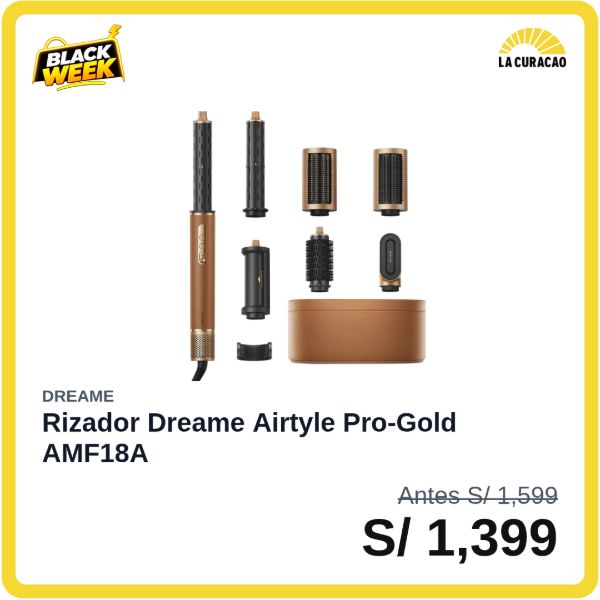 BLACK
WEEK
LA CURACAO
DREAME
Rizador Dreame Airtyle Pro-Gold
AMF18A
Antes S/ 1,599
S/ 1,399